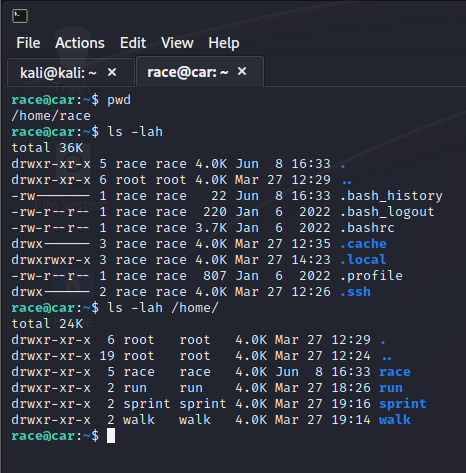 File Actions Edit View Help
kali@kali: ~ × race@car: ~ ×
race@car:~$ pwd
/home/race
race@car:~$ ls -lah
total 36K
drwxr-xr-x 5 race race 4.0K Jun  8 16:33 .
drwxr-xr-x 6 root root 4.0K Mar 27 12:29 ..
-rw------- 1 race race   22 Jun  8 16:33 .bash_history
-rw-r--r-- 1 race race  220 Jan  6  2022 .bash_logout
-rw-r--r-- 1 race race 3.7K Jan  6  2022 .bashrc
drwx------ 3 race race 4.0K Mar 27 12:35 .cache
drwxrwxr-x 3 race race 4.0K Mar 27 14:23 .local
-rw-r--r-- 1 race race  807 Jan  6  2022 .profile
drwx------ 2 race race 4.0K Mar 27 12:26 .ssh
race@car:~$ ls -lah /home/
total 24K
drwxr-xr-x  6 root   root   4.0K Mar 27 12:29 .
drwxr-xr-x 19 root   root   4.0K Mar 27 12:24 ..
drwxr-xr-x  5 race   race   4.0K Jun  8 16:33 race
drwxr-xr-x  2 run    run    4.0K Mar 27 18:26 run
drwxr-xr-x  2 sprint sprint 4.0K Mar 27 19:16 sprint
drwxr-xr-x  2 walk   walk   4.0K Mar 27 19:14 walk
race@car:~$